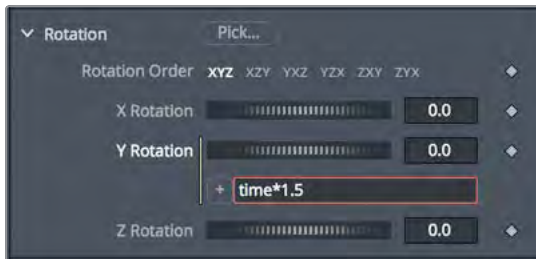 Rotation Pick...
Rotation Order XYZ XZY YXZ YZX ZXY ZYX
X Rotation 0.0
Y Rotation 0.0
+ time*1.5
Z Rotation 0.0